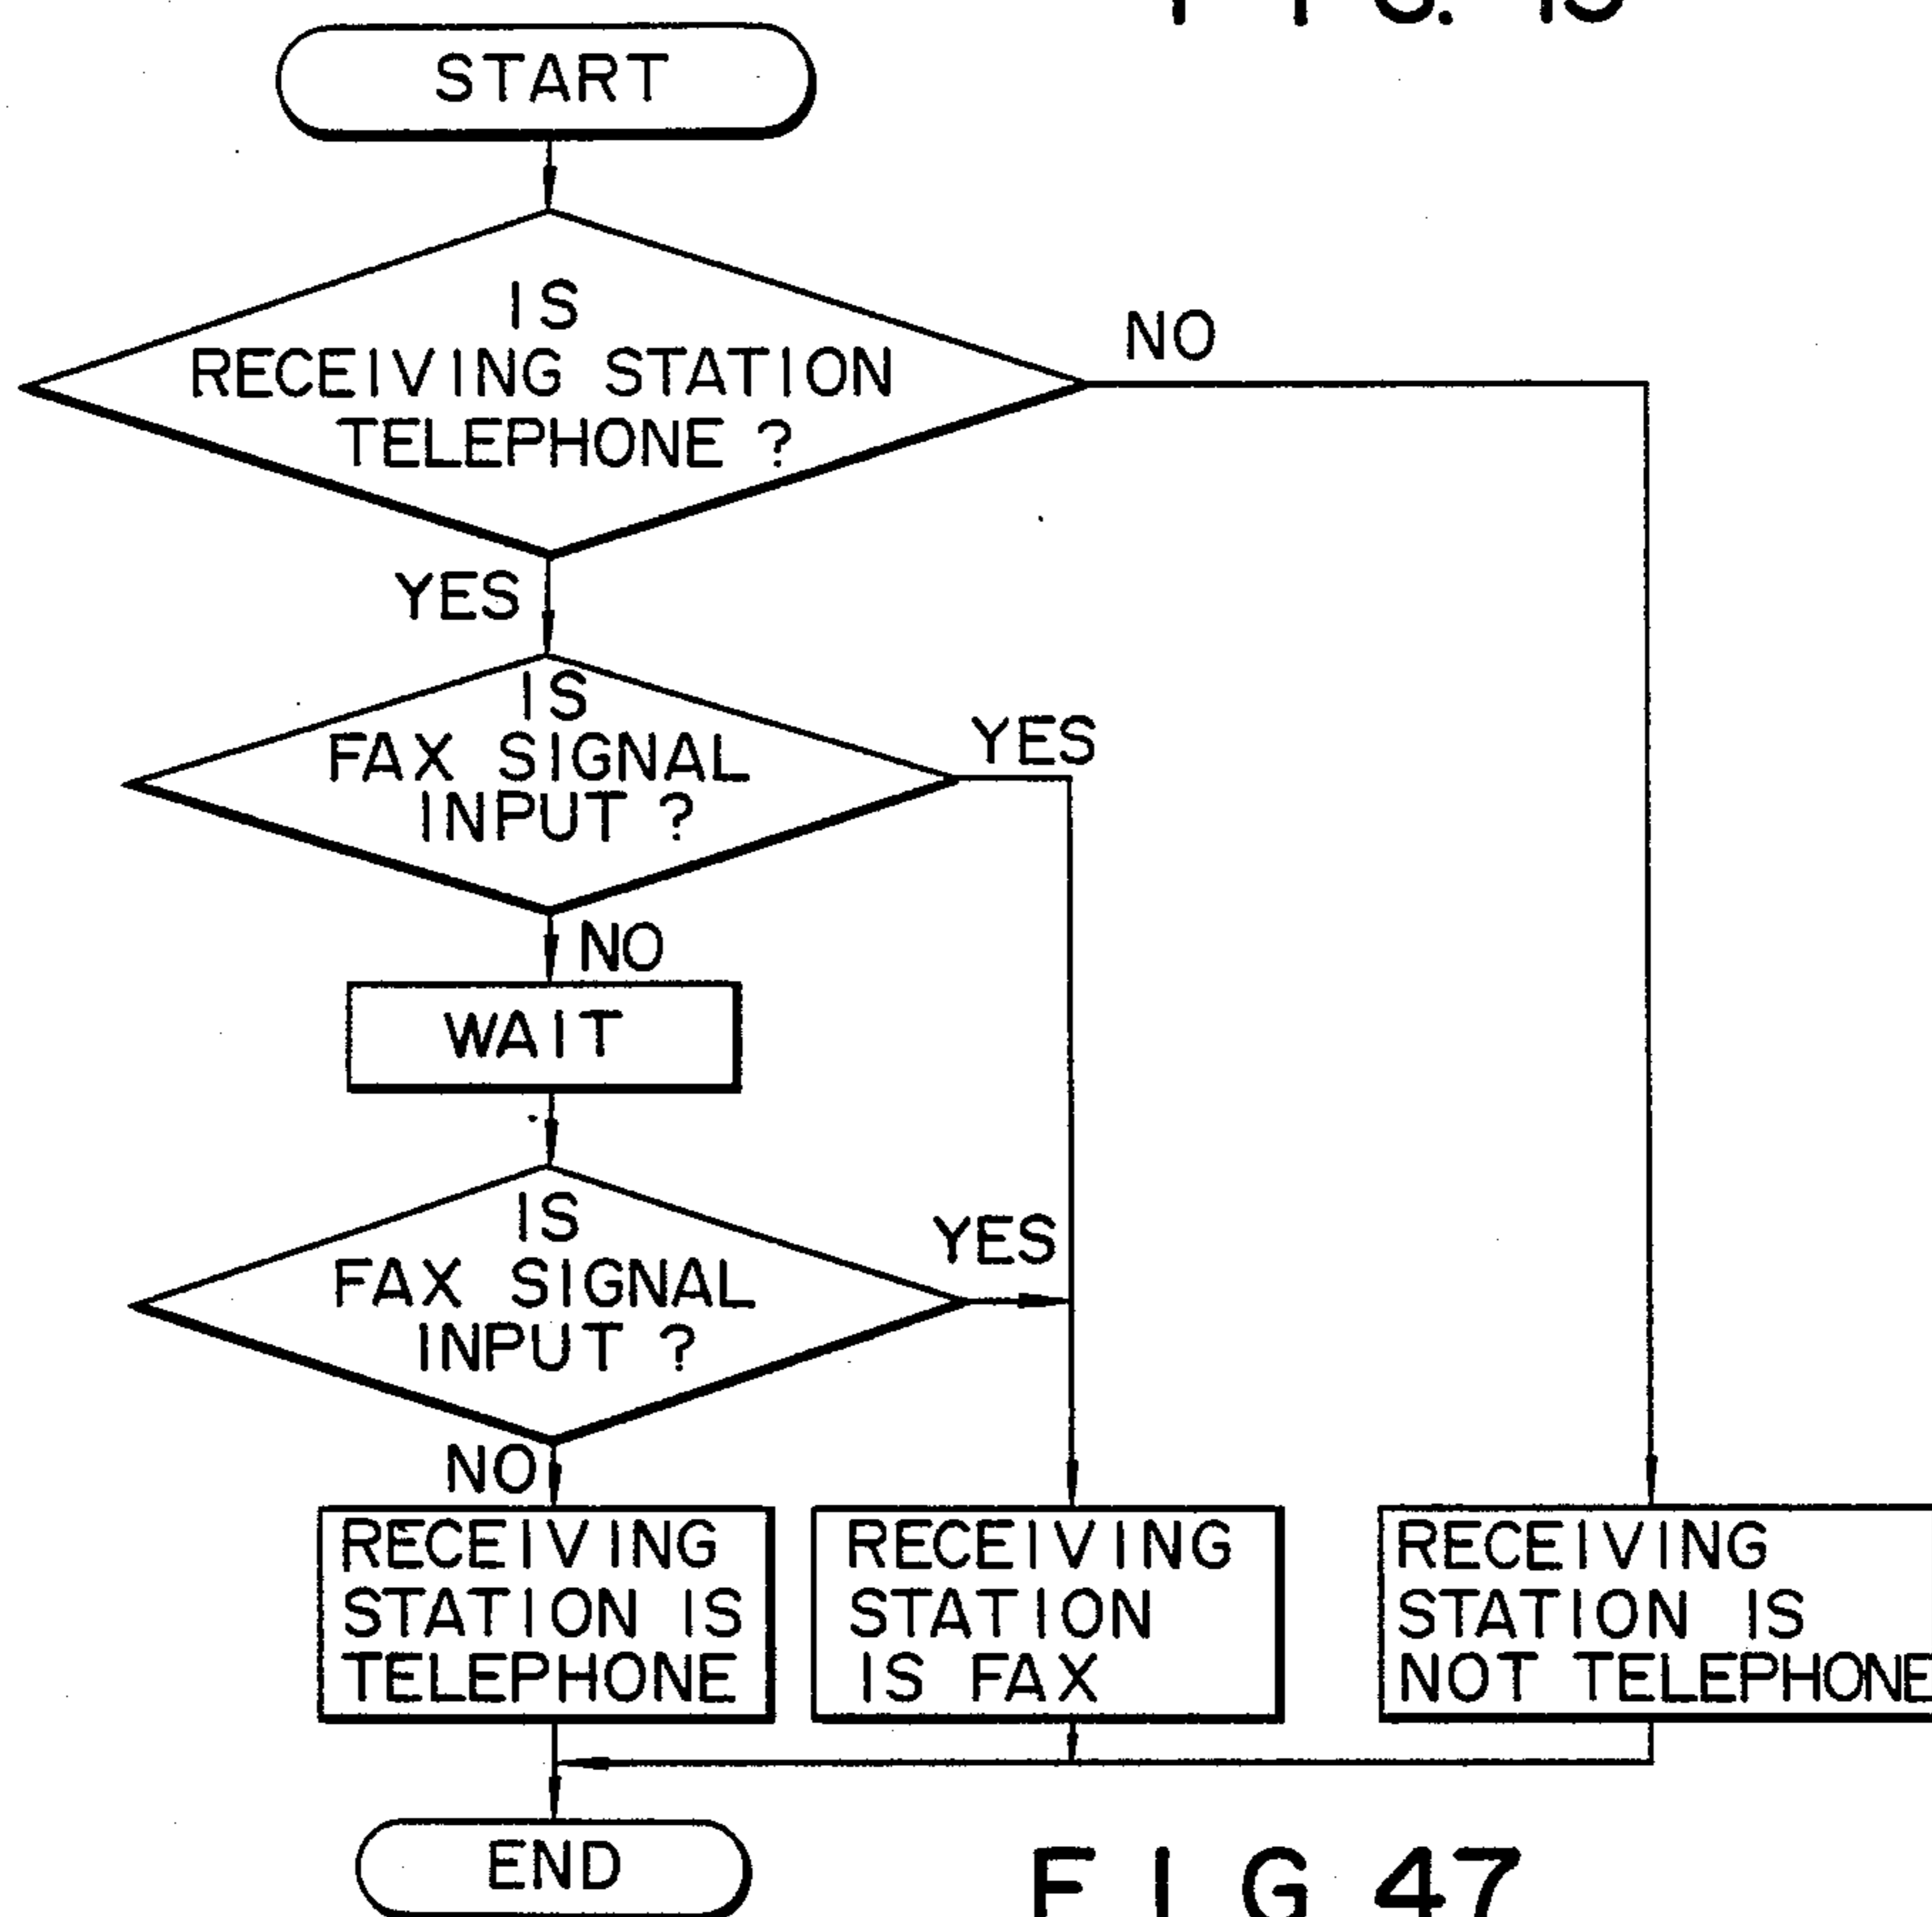 START
IS
RECEIVING STATION
TELEPHONE ?
NO
YES
IS
FAX SIGNAL
INPUT ?
YES
NO
WAIT
IS
FAX SIGNAL
INPUT ?
YES
NO
RECEIVING
STATION IS
TELEPHONE
RECEIVING
STATION
IS FAX
RECEIVING
STATION IS
NOT TELEPHONE
END
FIG 47